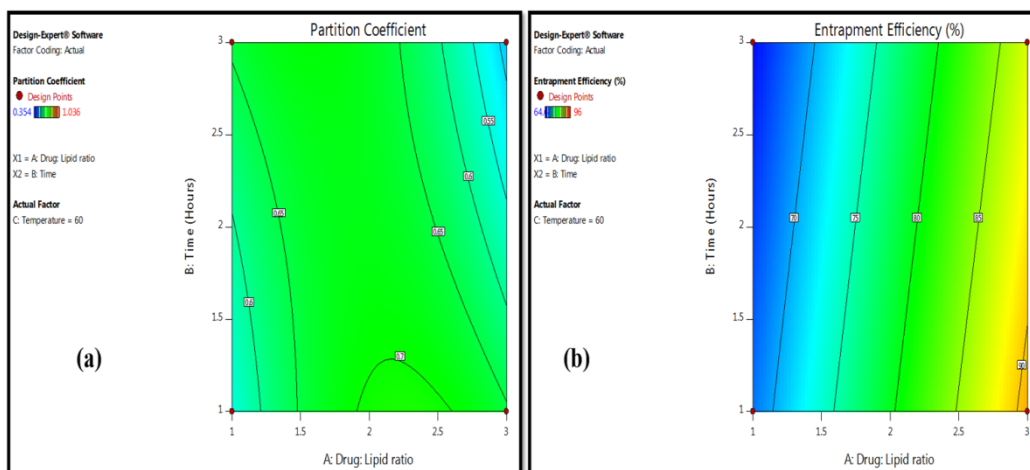 Design-Expert® Software
Factor Coding: Actual
Partition Coefficient
Design Points
0.354 1.036
X1 = A: Drug: Lipid ratio
X2 = B: Time
Actual Factor
C: Temperature = 60
(a)
Partition Coefficient
B: Time (Hours)
3
2.5
2
1.5
1
0.55
0.6
0.65
0.65
0.6
0.7
1 1.5 2 2.5 3
A: Drug: Lipid ratio
Design-Expert® Software
Factor Coding: Actual
Entrapment Efficiency (%)
Design Points
64. 96
X1 = A: Drug: Lipid ratio
X2 = B: Time
Actual Factor
C: Temperature = 60
(b)
Entrapment Efficiency (%)
B: Time (Hours)
3
2.5
2
1.5
1
70 75 80 85
90
1 1.5 2 2.5 3
A: Drug: Lipid ratio